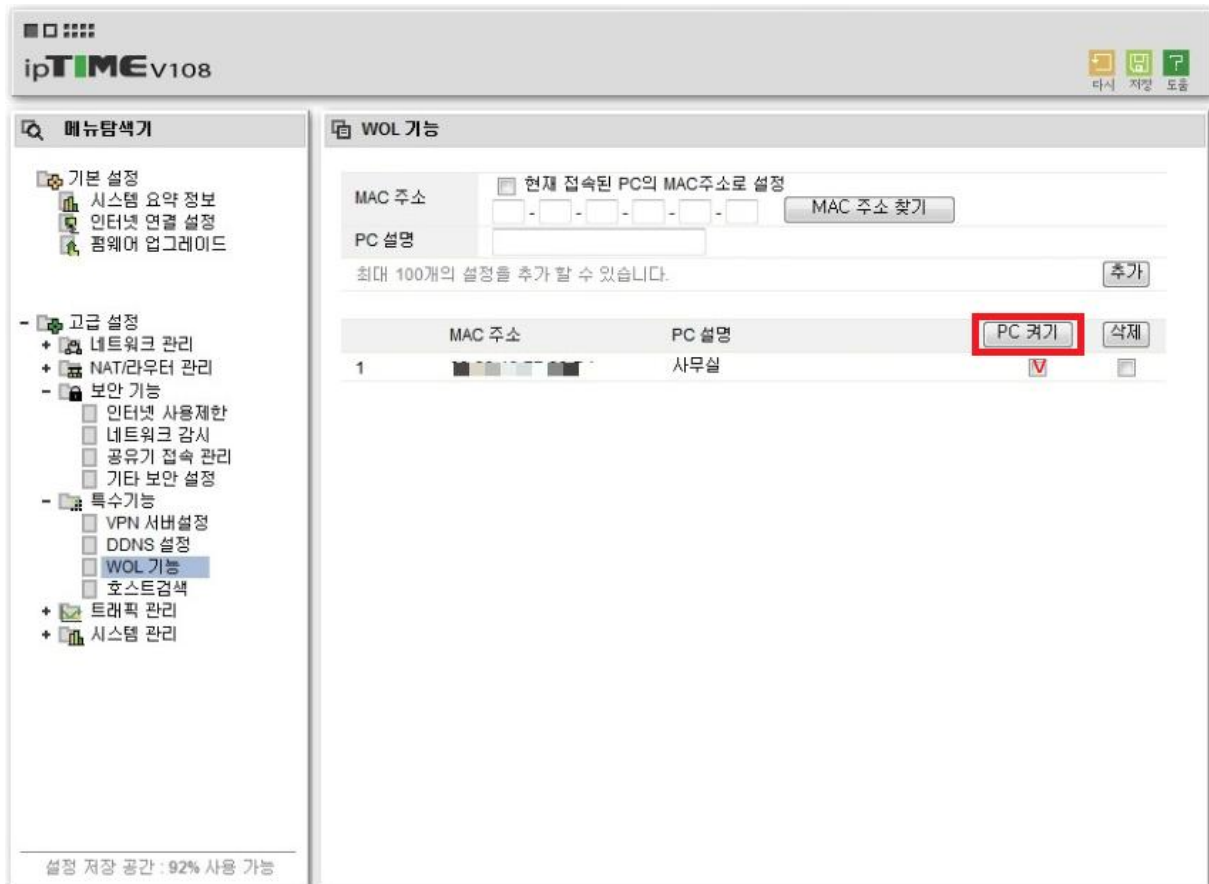 ipTIME V108
다시 저장 도움
메뉴탐색기
기본 설정
시스템 요약 정보
인터넷 연결 설정
펌웨어 업그레이드
- 고급 설정
+ 네트워크 관리
+ NAT/라우터 관리
- 보안 기능
인터넷 사용제한
네트워크 감시
공유기 접속 관리
기타 보안 설정
- 특수기능
VPN 서버설정
DDNS 설정
WOL 기능
호스트검색
+ 트래픽 관리
+ 시스템 관리
설정 저장 공간 : 92% 사용 가능
WOL 기능
MAC 주소
현재 접속된 PC의 MAC주소로 설정
- - - - - MAC 주소 찾기
PC 설명
최대 100개의 설정을 추가 할 수 있습니다. 추가
MAC 주소 PC 설명 PC 켜기 삭제
1 사무실 V